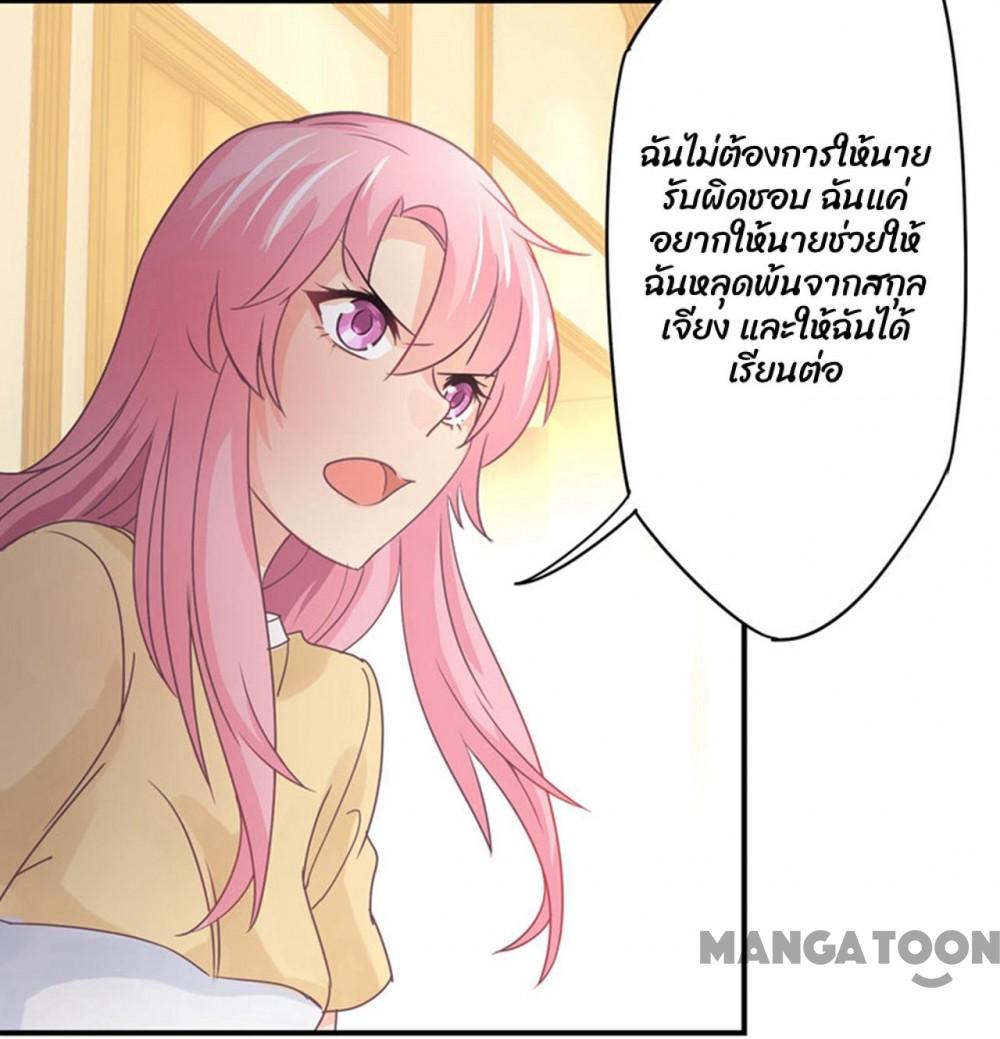 ฉันไม่ต้องการให้นาย
รับผิดชอบ ฉันแค่
อยากให้นายช่วยให้
ฉันหลุดพ้นจากสกุล
เจียง และให้ฉันได้
เรียนต่อ
MANGA TOON